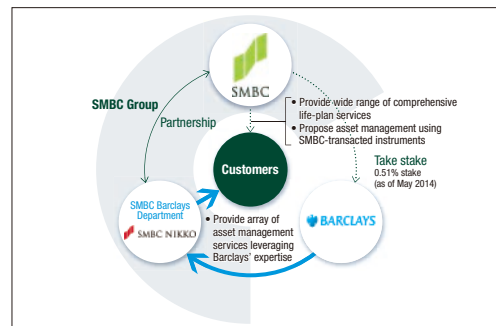 SMBC
SMBC Group
Partnership
• Provide wide range of comprehensive
life-plan services
• Propose asset management using
SMBC-transacted instruments
Customers
Take stake
0.51% stake
(as of May 2014)
SMBC Barclays
Department
SMBC NIKKO
• Provide array of
asset management
services leveraging
Barclays' expertise
BARCLAYS